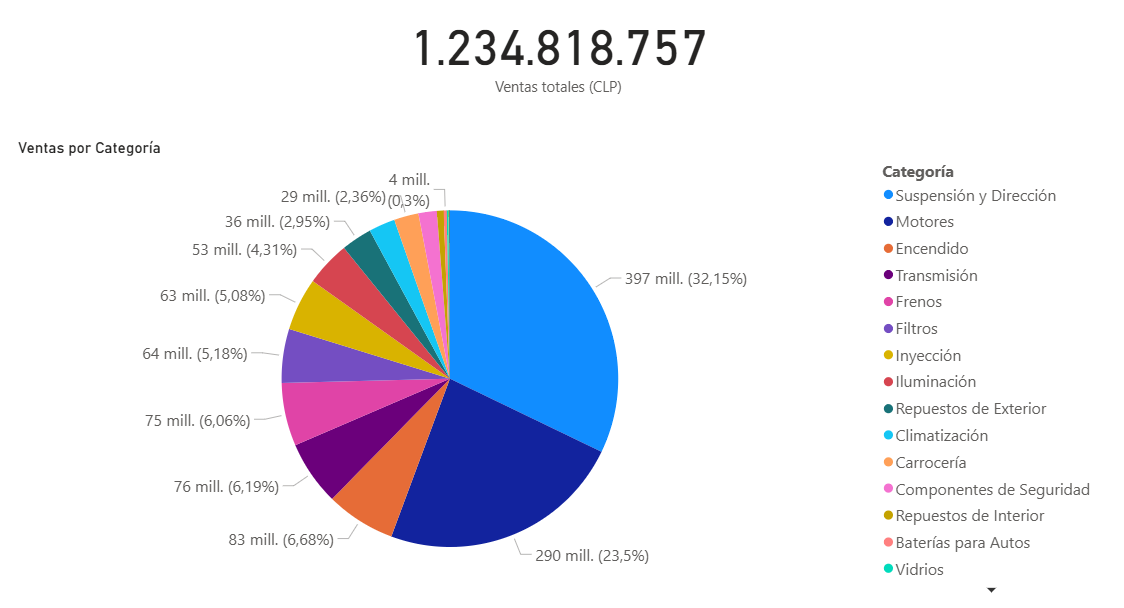 1.234.818.757
Ventas totales (CLP)
Ventas por Categoría
4 mill.
(0,3%)
29 mill. (2,36%)
36 mill. (2,95%)
53 mill. (4,31%)
63 mill. (5,08%)
64 mill. (5,18%)
75 mill. (6,06%)
76 mill. (6,19%)
83 mill. (6,68%)
290 mill. (23,5%)
397 mill. (32,15%)
Categoría
Suspensión y Dirección
Motores
Encendido
Transmisión
Frenos
Filtros
Inyección
Iluminación
Repuestos de Exterior
Climatización
Carrocería
Componentes de Seguridad
Repuestos de Interior
Baterías para Autos
Vidrios